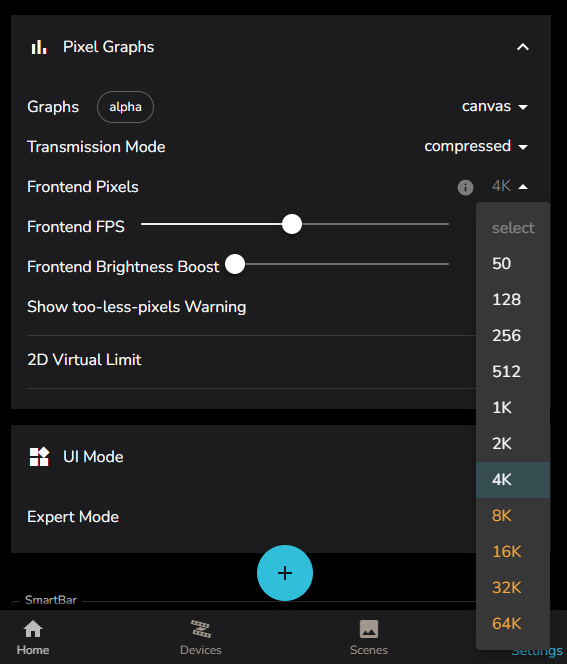 Pixel Graphs
Graphs alpha canvas
Transmission Mode compressed
Frontend Pixels 4K
select
Frontend FPS
50
Frontend Brightness Boost
128
Show too-less-pixels Warning
256
2D Virtual Limit
512
1K
2K
UI Mode
4K
Expert Mode
8K
16K
32K
SmartBar
64K
Home Devices Scenes Settings